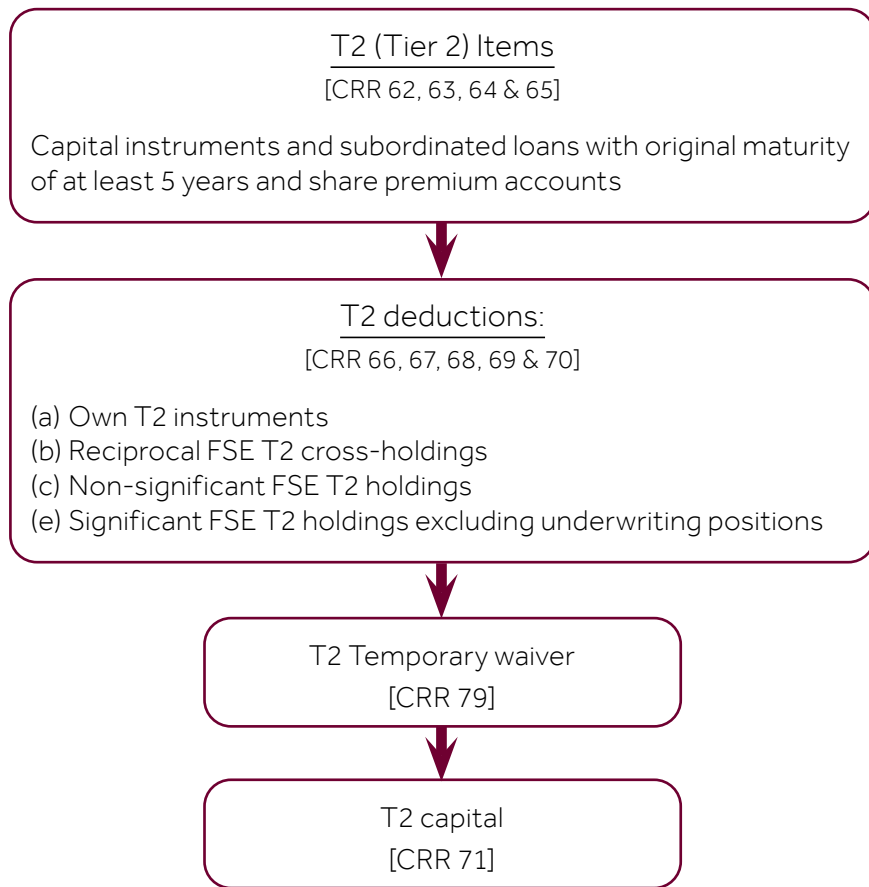 T2 (Tier 2) Items
[CRR 62, 63, 64 & 65]
Capital instruments and subordinated loans with original maturity
of at least 5 years and share premium accounts
T2 deductions:
[CRR 66, 67, 68, 69 & 70]
(a) Own T2 instruments
(b) Reciprocal FSE T2 cross-holdings
(c) Non-significant FSE T2 holdings
(e) Significant FSE T2 holdings excluding underwriting positions
T2 Temporary waiver
[CRR 79]
T2 capital
[CRR 71]